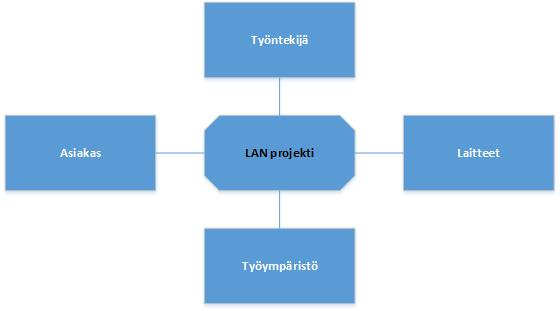 Työntekijä
Asiakas
LAN projekti
Laitteet
Työympäristö